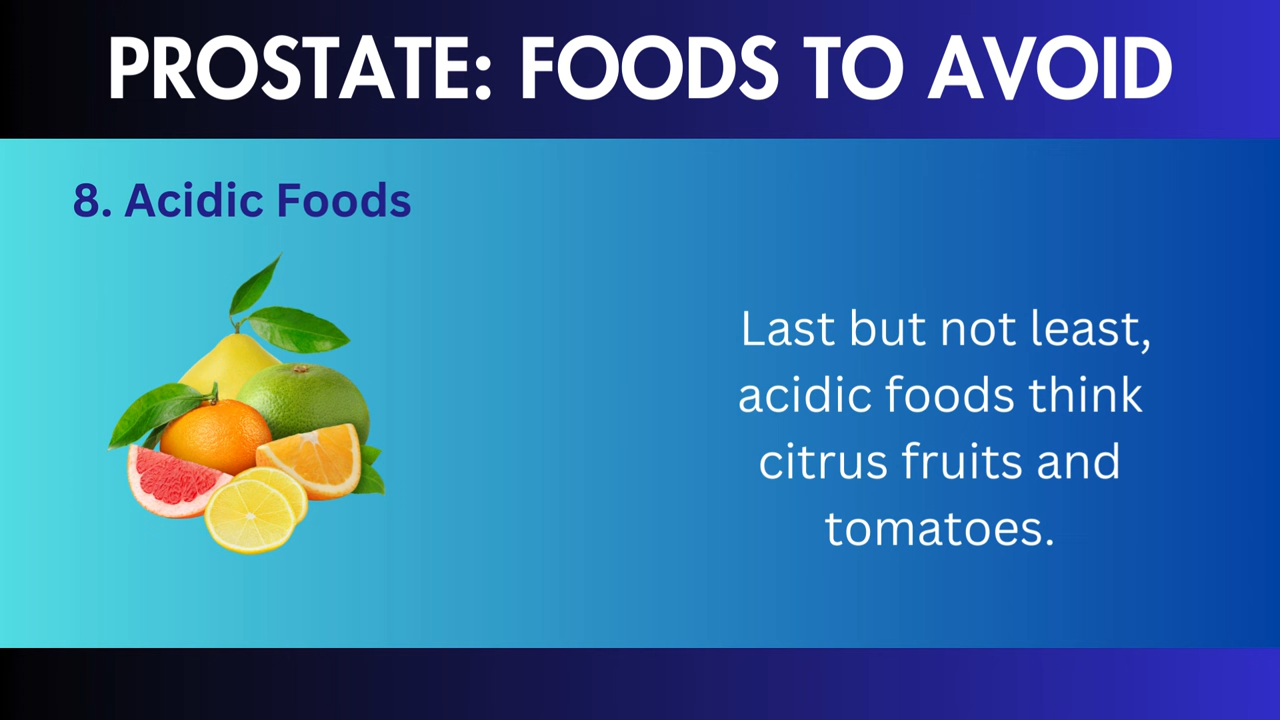 PROSTATE: FOODS TO AVOID
8. Acidic Foods
Last but not least,
acidic foods think
citrus fruits and
tomatoes.